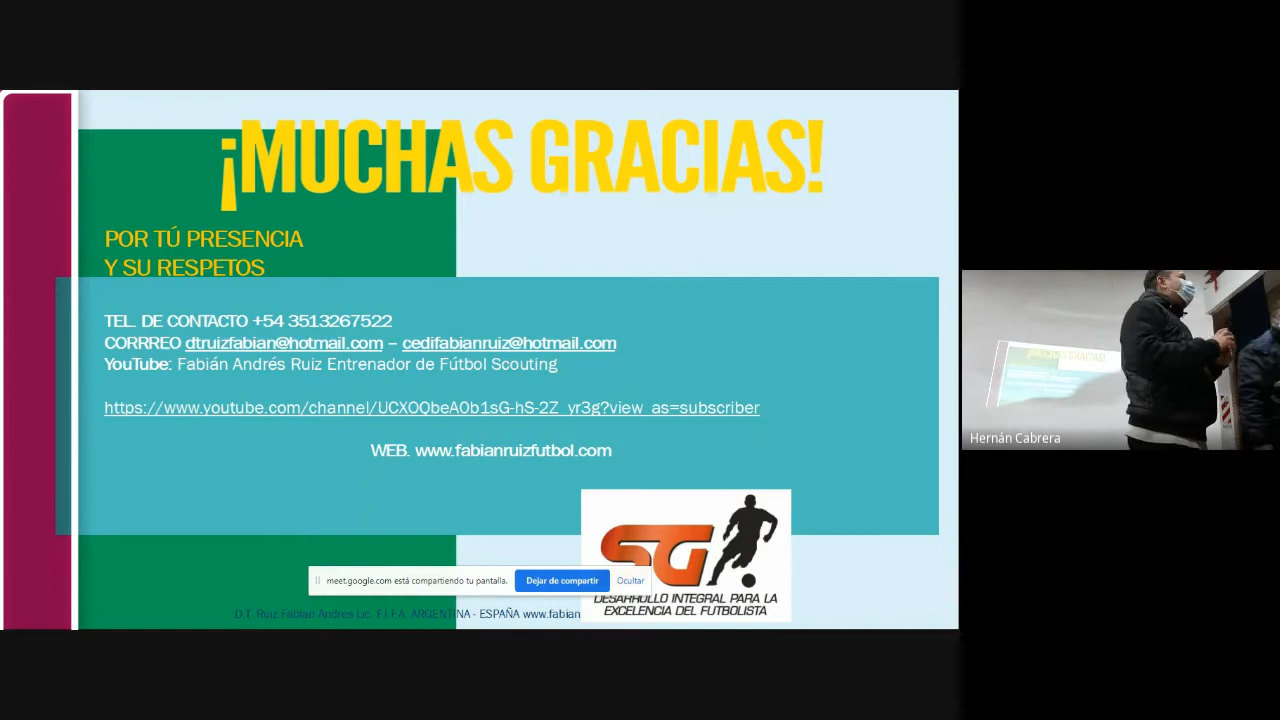 ¡MUCHAS GRACIAS!
POR TÚ PRESENCIA
Y SU RESPETOS
TEL. DE CONTACTO +54 3513267522
CORRREO dtruizfabian@hotmail.com – cedifabianruiz@hotmail.com
YouTube: Fabián Andrés Ruiz Entrenador de Fútbol Scouting
https://www.youtube.com/channel/UCXOQbeA0b1sG-hS-2Z_yr3g?view_as=subscriber
WEB. www.fabianruizfutbol.com
SG
DESARROLLO INTEGRAL PARA LA
EXCELENCIA DEL FUTBOLISTA
meet.google.com está compartiendo tu pantalla.
Dejar de compartir
Ocultar
D.T. Ruiz Fabian Andres Lic. F.I.F.A. ARGENTINA - ESPAÑA www.fabian
¡MUCHAS GRACIAS!
Hernán Cabrera